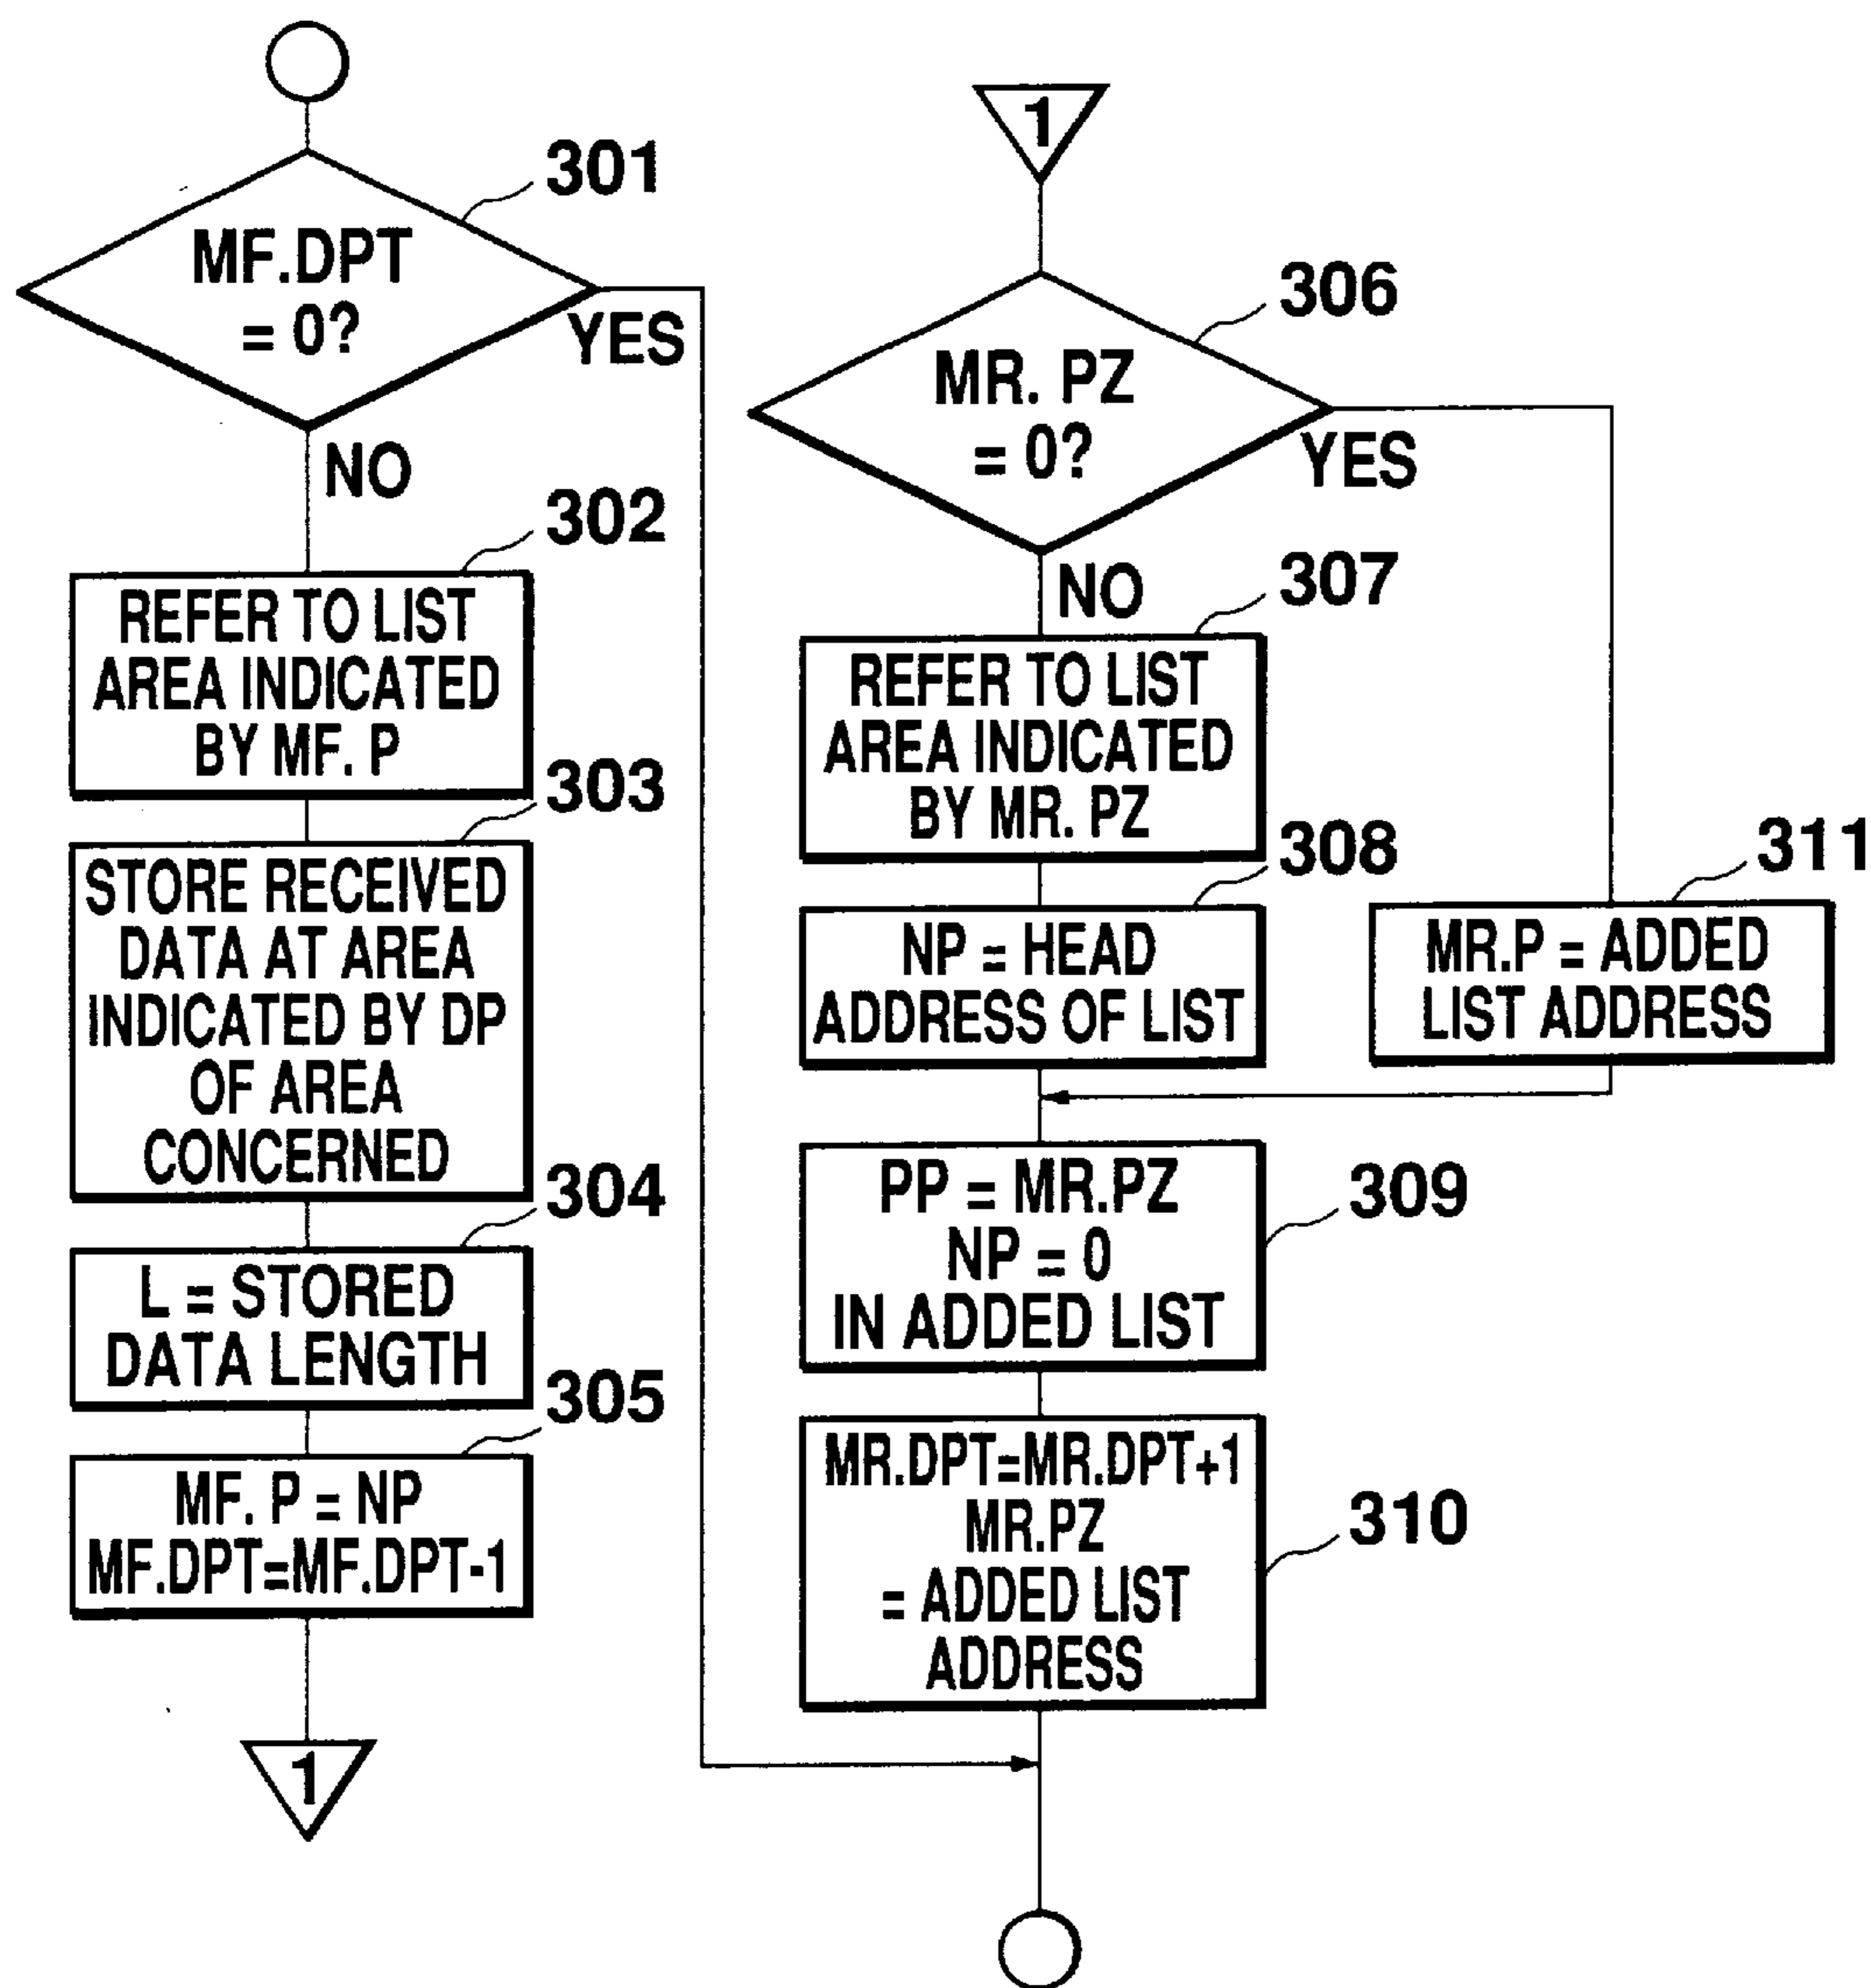 301
MF.DPT
= 0?
YES
NO
302
REFER TO LIST
AREA INDICATED
BY MF. P
303
STORE RECEIVED
DATA AT AREA
INDICATED BY DP
OF AREA
CONCERNED
304
L = STORED
DATA LENGTH
305
MF. P = NP
MF.DPT=MF.DPT-1
1
1
306
MR. PZ
= 0?
YES
NO
307
REFER TO LIST
AREA INDICATED
BY MR. PZ
308
NP = HEAD
ADDRESS OF LIST
311
MR.P = ADDED
LIST ADDRESS
309
PP = MR.PZ
NP = 0
IN ADDED LIST
310
MR.DPT=MR.DPT+1
MR.PZ
= ADDED LIST
ADDRESS